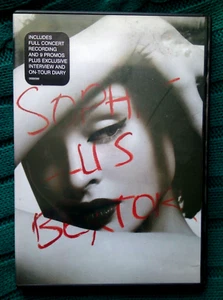 INCLUDES
FULL CONCERT
RECORDING
AND 9 PROMOS
PLUS EXCLUSIVE
INTERVIEW AND
ON-TOUR DIARY
SOPH
LLIS
BEXTOR